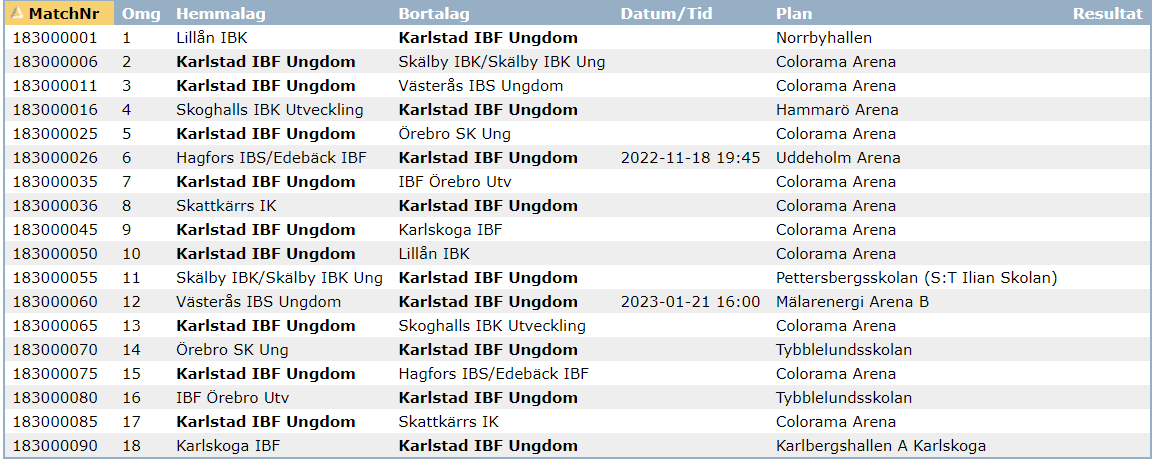 MatchNr Omg Hemmalag Bortalag Datum/Tid Plan Resultat
183000001 1 Lillån IBK Karlstad IBF Ungdom Norrbyhallen
183000006 2 Karlstad IBF Ungdom Skälby IBK/Skälby IBK Ung Colorama Arena
183000011 3 Karlstad IBF Ungdom Västerås IBS Ungdom Colorama Arena
183000016 4 Skoghalls IBK Utveckling Karlstad IBF Ungdom Hammarö Arena
183000025 5 Karlstad IBF Ungdom Örebro SK Ung Colorama Arena
183000026 6 Hagfors IBS/Edebäck IBF Karlstad IBF Ungdom 2022-11-18 19:45 Uddeholm Arena
183000035 7 Karlstad IBF Ungdom IBF Örebro Utv Colorama Arena
183000036 8 Skattkärrs IK Karlstad IBF Ungdom Colorama Arena
183000045 9 Karlstad IBF Ungdom Karlskoga IBF Colorama Arena
183000050 10 Karlstad IBF Ungdom Lillån IBK Colorama Arena
183000055 11 Skälby IBK/Skälby IBK Ung Karlstad IBF Ungdom Pettersbergsskolan (S:T Ilian Skolan)
183000060 12 Västerås IBS Ungdom Karlstad IBF Ungdom 2023-01-21 16:00 Mälarenergi Arena B
183000065 13 Karlstad IBF Ungdom Skoghalls IBK Utveckling Colorama Arena
183000070 14 Örebro SK Ung Karlstad IBF Ungdom Tybblelundsskolan
183000075 15 Karlstad IBF Ungdom Hagfors IBS/Edebäck IBF Colorama Arena
183000080 16 IBF Örebro Utv Karlstad IBF Ungdom Tybblelundsskolan
183000085 17 Karlstad IBF Ungdom Skattkärrs IK Colorama Arena
183000090 18 Karlskoga IBF Karlstad IBF Ungdom Karlbergshallen A Karlskoga